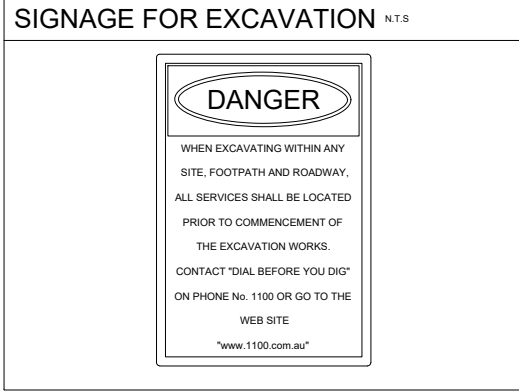 SIGNAGE FOR EXCAVATION N.T.S
DANGER
WHEN EXCAVATING WITHIN ANY
SITE, FOOTPATH AND ROADWAY,
ALL SERVICES SHALL BE LOCATED
PRIOR TO COMMENCEMENT OF
THE EXCAVATION WORKS.
CONTACT "DIAL BEFORE YOU DIG"
ON PHONE No. 1100 OR GO TO THE
WEB SITE
"www.1100.com.au"